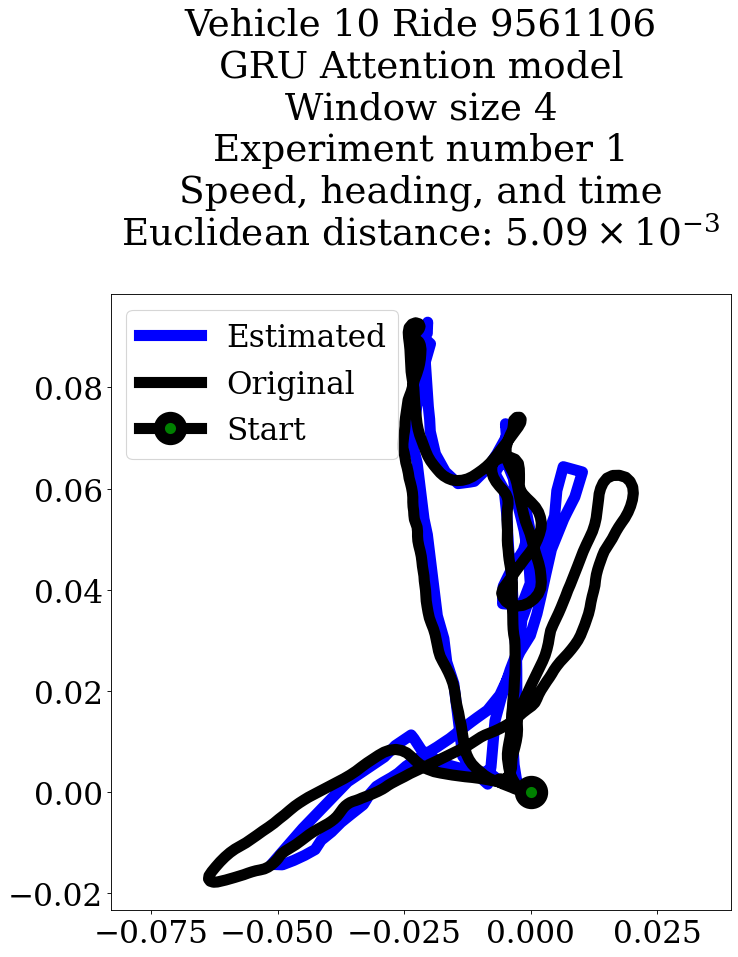 Vehicle 10 Ride 9561106
GRU Attention model
Window size 4
Experiment number 1
Speed, heading, and time
Euclidean distance: 5.09 × 10⁻³
Estimated
Original
Start
0.08
0.06
0.04
0.02
0.00
−0.02
−0.075 −0.050 −0.025 0.000 0.025